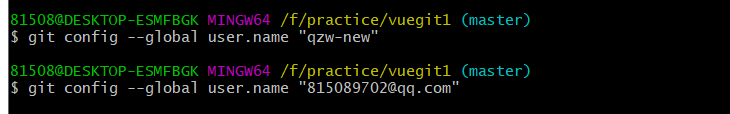 81508@DESKTOP-ESMFBGK MINGW64 /f/practice/vuegit1 (master)
$ git config --global user.name "qzw-new"
81508@DESKTOP-ESMFBGK MINGW64 /f/practice/vuegit1 (master)
$ git config --global user.name "815089702@qq.com"